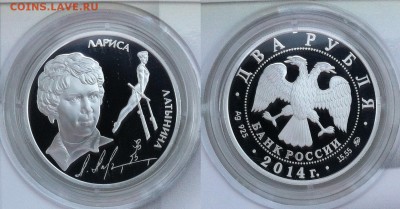 COINS.LAVE.RU
ЛАРИСА
ЛАТЫНИНА
ДВА РУБЛЯ
БАНК РОССИИ
Ag 925
2014 г.
15,55